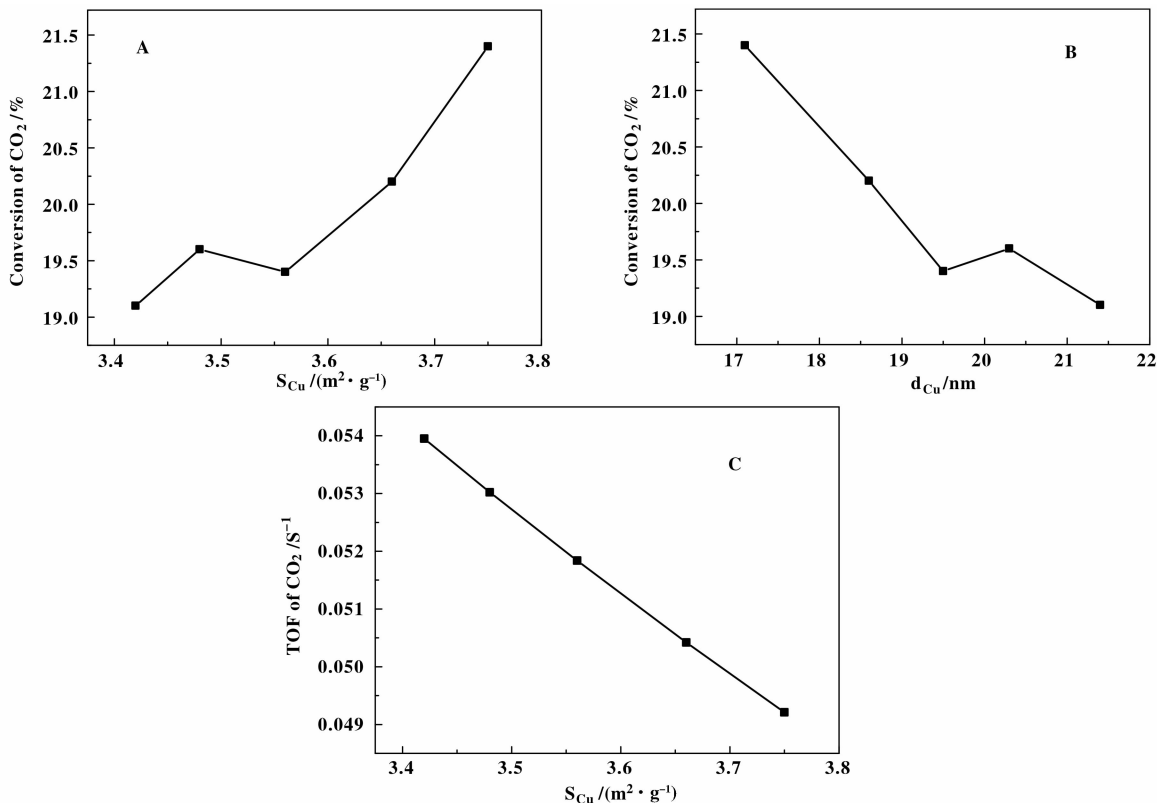 A
Conversion of CO₂/%
21.5
21.0
20.5
20.0
19.5
19.0
3.4 3.5 3.6 3.7 3.8
S_Cu/(m²·g⁻¹)
B
Conversion of CO₂/%
21.5
21.0
20.5
20.0
19.5
19.0
17 18 19 20 21 22
d_Cu/nm
C
TOF of CO₂/S⁻¹
0.054
0.053
0.052
0.051
0.050
0.049
3.4 3.5 3.6 3.7 3.8
S_Cu/(m²·g⁻¹)